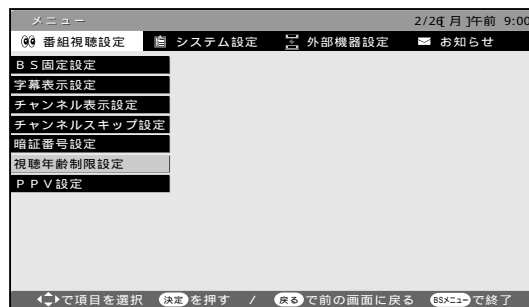 メニュー 2/26[月]午前 9:00
番組視聴設定 システム設定 外部機器設定 お知らせ
BS固定設定
字幕表示設定
チャンネル表示設定
チャンネルスキップ設定
暗証番号設定
視聴年齢制限設定
PPV設定
で項目を選択 決定を押す / 戻るで前の画面に戻る BSメニューで終了